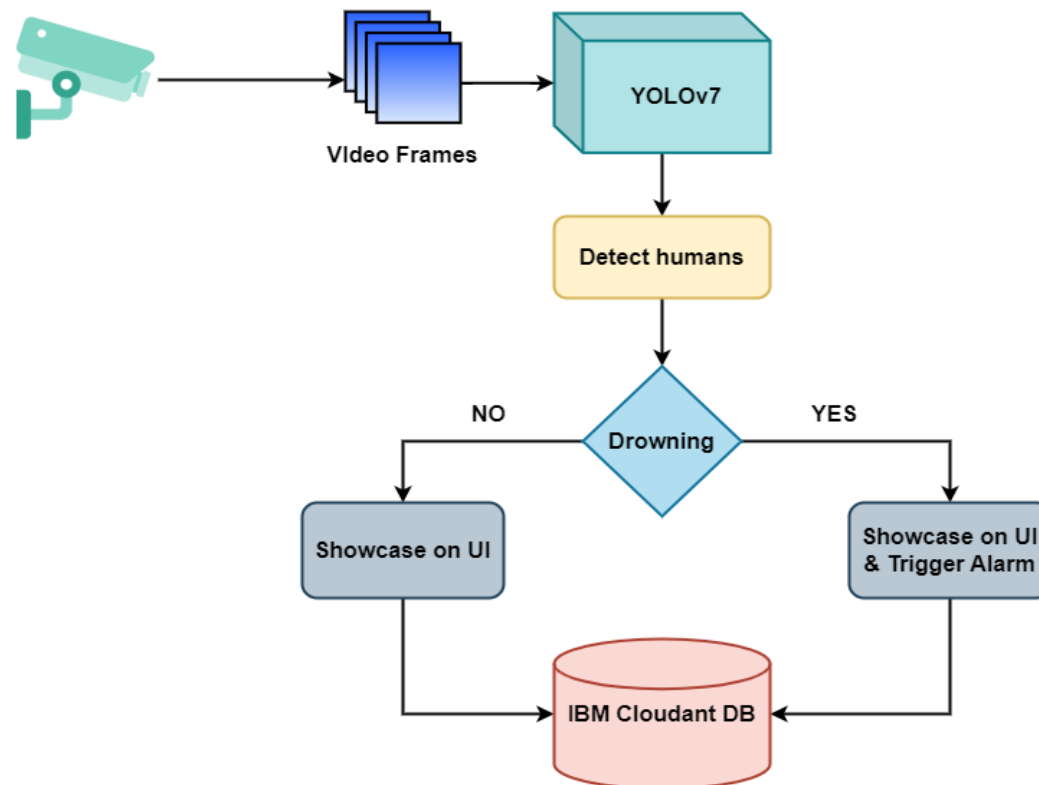 YOLOv7
VIdeo Frames
Detect humans
NO
YES
Drowning
Showcase on UI
Showcase on UI
& Trigger Alarm
IBM Cloudant DB